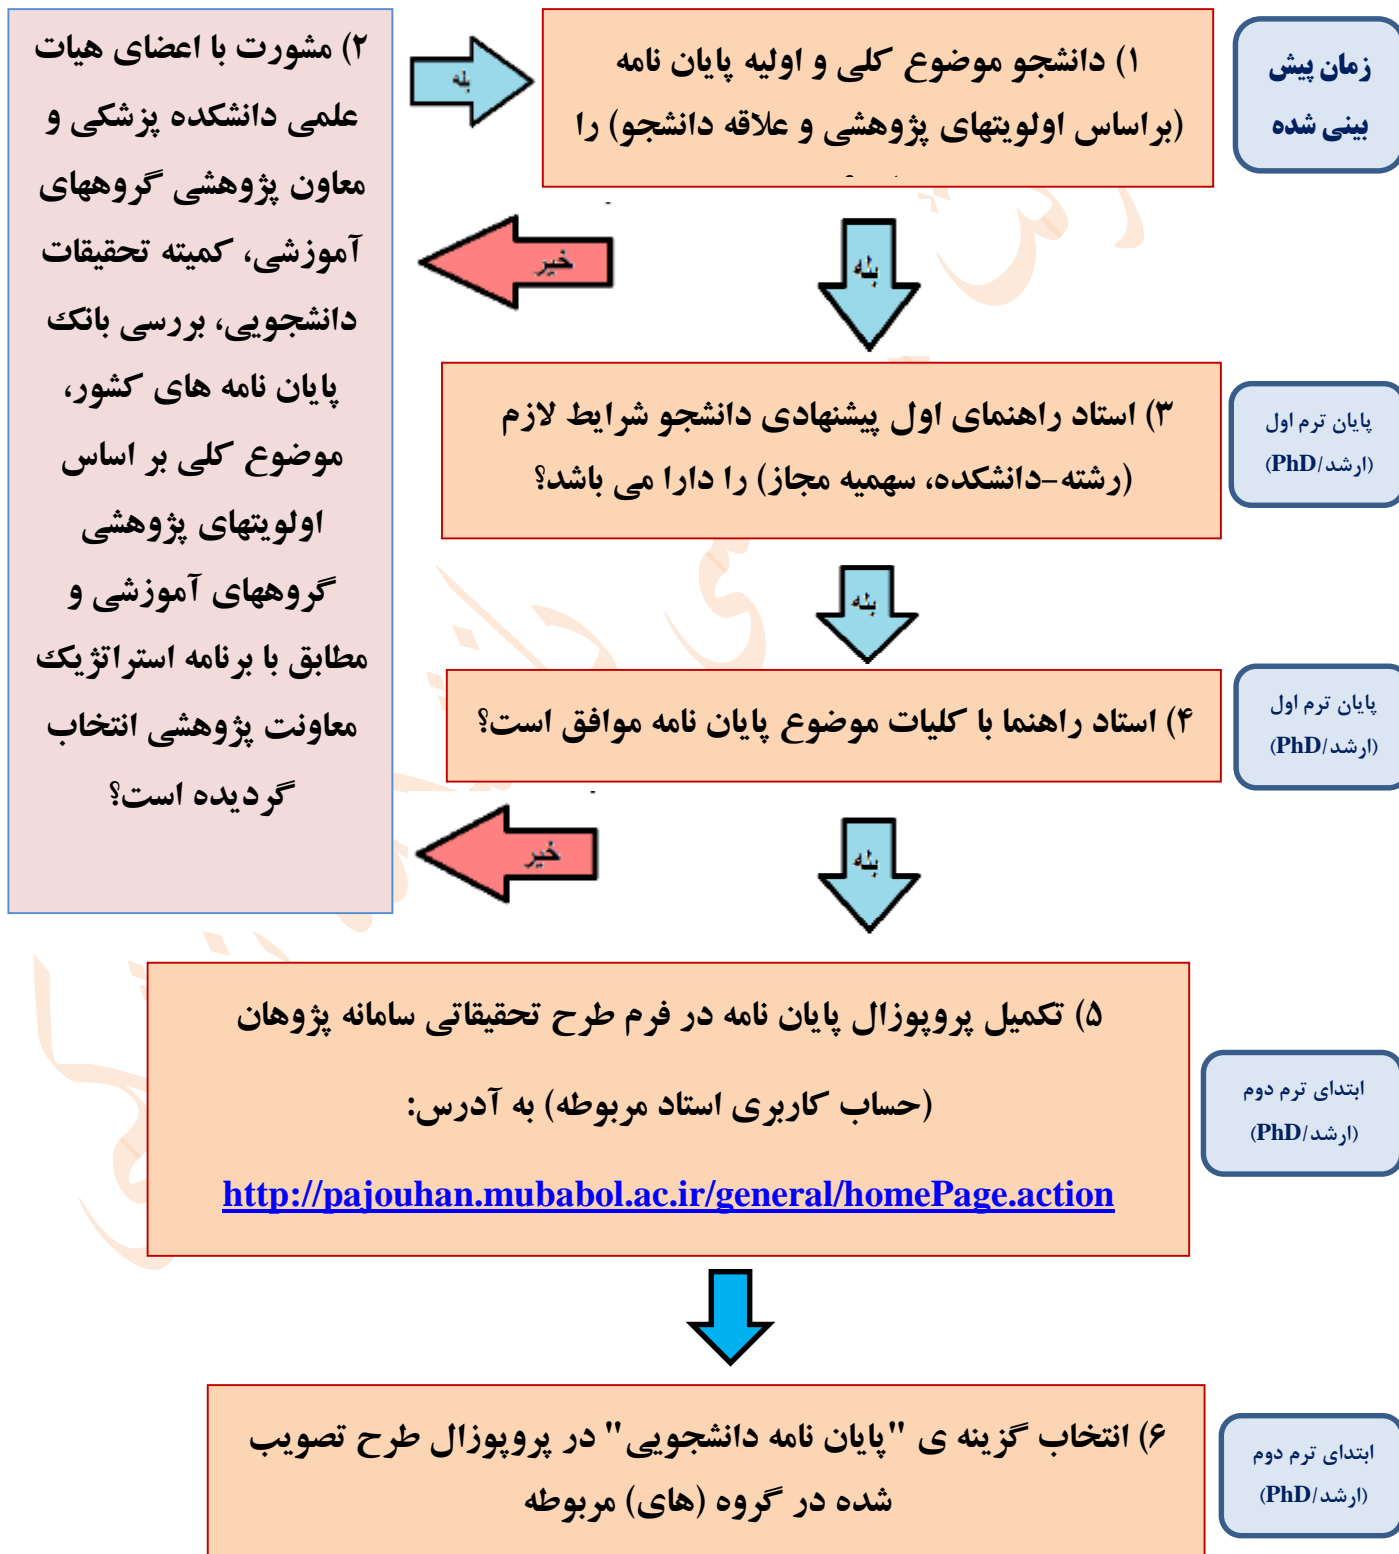 زمان پیش
بینی شده
۱) دانشجو موضوع کلی و اولیه پایان نامه
(براساس اولویتهای پژوهشی و علاقه دانشجو) را
بله
۲) مشورت با اعضای هیات
علمی دانشکده پزشکی و
معاون پژوهشی گروههای
آموزشی، کمیته تحقیقات
دانشجویی، بررسی بانک
پایان نامه های کشور،
موضوع کلی بر اساس
اولویتهای پژوهشی
گروههای آموزشی و
مطابق با برنامه استراتژیک
معاونت پژوهشی انتخاب
گردیده است؟
بله
خیر
پایان ترم اول
(ارشد/PhD)
۳) استاد راهنمای اول پیشنهادی دانشجو شرایط لازم
(رشته-دانشکده، سهمیه مجاز) را دارا می باشد؟
بله
پایان ترم اول
(ارشد/PhD)
۴) استاد راهنما با کلیات موضوع پایان نامه موافق است؟
بله
خیر
ابتدای ترم دوم
(ارشد/PhD)
۵) تکمیل پروپوزال پایان نامه در فرم طرح تحقیقاتی سامانه پژوهان
(حساب کاربری استاد مربوطه) به آدرس:
http://pajouhan.mubabol.ac.ir/general/homePage.action
ابتدای ترم دوم
(ارشد/PhD)
۶) انتخاب گزینه ی "پایان نامه دانشجویی" در پروپوزال طرح تصویب
شده در گروه (های) مربوطه